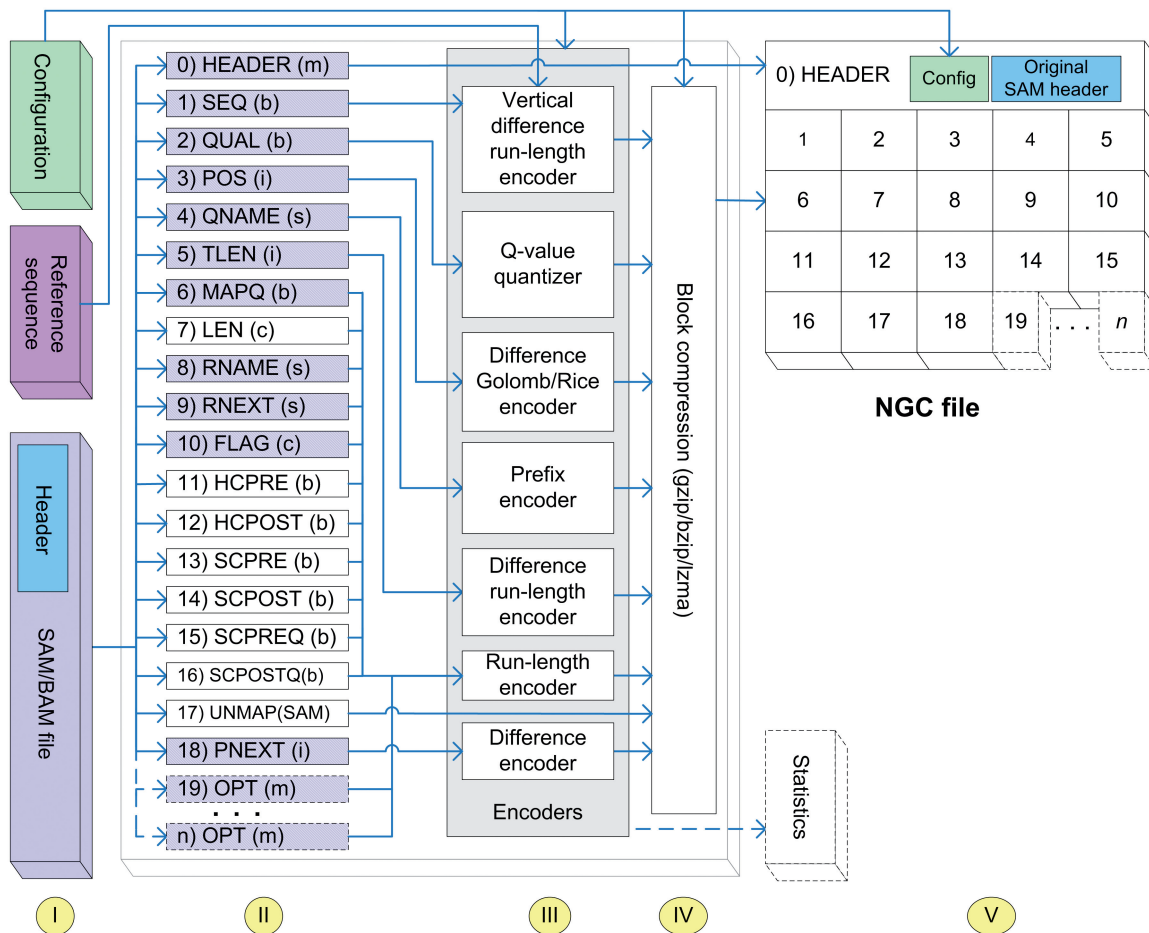 Configuration
Reference
sequence
Header
SAM/BAM file
0) HEADER (m)
1) SEQ (b)
2) QUAL (b)
3) POS (i)
4) QNAME (s)
5) TLEN (i)
6) MAPQ (b)
7) LEN (c)
8) RNAME (s)
9) RNEXT (s)
10) FLAG (c)
11) HCPRE (b)
12) HCPOST (b)
13) SCPRE (b)
14) SCPOST (b)
15) SCPREQ (b)
16) SCPOSTQ(b)
17) UNMAP(SAM)
18) PNEXT (i)
19) OPT (m)
. . .
n) OPT (m)
Vertical
difference
run-length
encoder
Q-value
quantizer
Difference
Golomb/Rice
encoder
Prefix
encoder
Difference
run-length
encoder
Run-length
encoder
Difference
encoder
Encoders
Block compression (gzip/bzip/lzma)
0) HEADER
Config
Original
SAM header
1 2 3 4 5
6 7 8 9 10
11 12 13 14 15
16 17 18 19 . . . n
NGC file
Statistics
I II III IV V